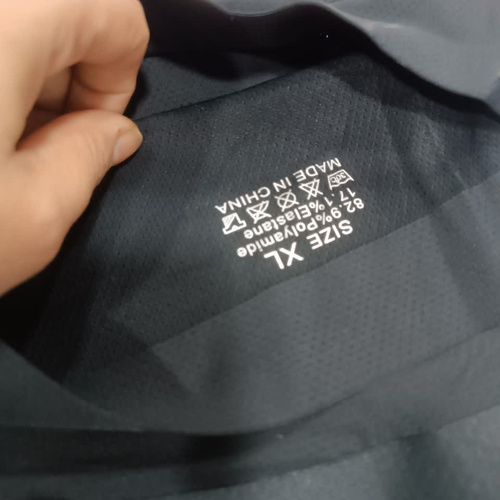 SIZE XL
82.9%Polyamide
17.1%Elastane
MADE IN CHINA